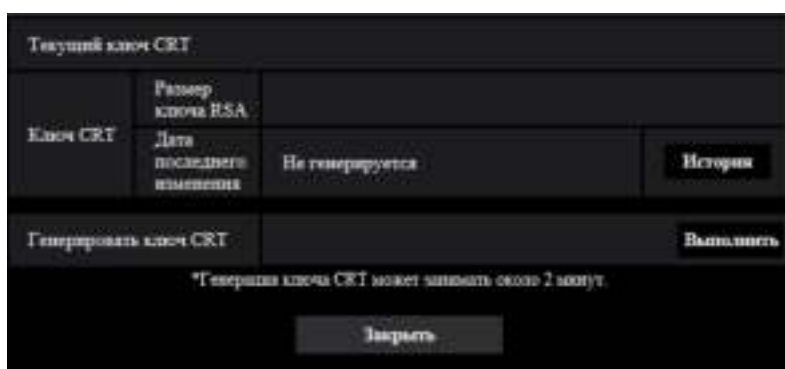 Текущий ключ CRT
Ключ CRT
Размер
ключа RSA
Дата
последнего
изменения
Не генерируется
История
Генерировать ключ CRT
Выполнить
*Генерация ключа CRT может занимать около 2 минут.
Закрыть